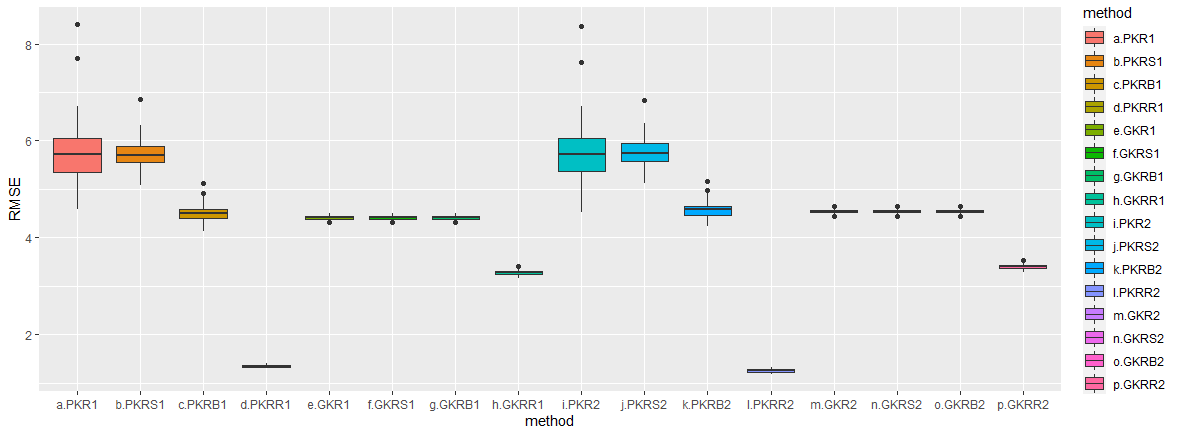 RMSE
8
6
4
2
a.PKR1 b.PKRS1 c.PKRB1 d.PKRR1 e.GKR1 f.GKRS1 g.GKRB1 h.GKRR1 i.PKR2 j.PKRS2 k.PKRB2 l.PKRR2 m.GKR2 n.GKRS2 o.GKRB2 p.GKRR2
method
method
a.PKR1
b.PKRS1
c.PKRB1
d.PKRR1
e.GKR1
f.GKRS1
g.GKRB1
h.GKRR1
i.PKR2
j.PKRS2
k.PKRB2
l.PKRR2
m.GKR2
n.GKRS2
o.GKRB2
p.GKRR2